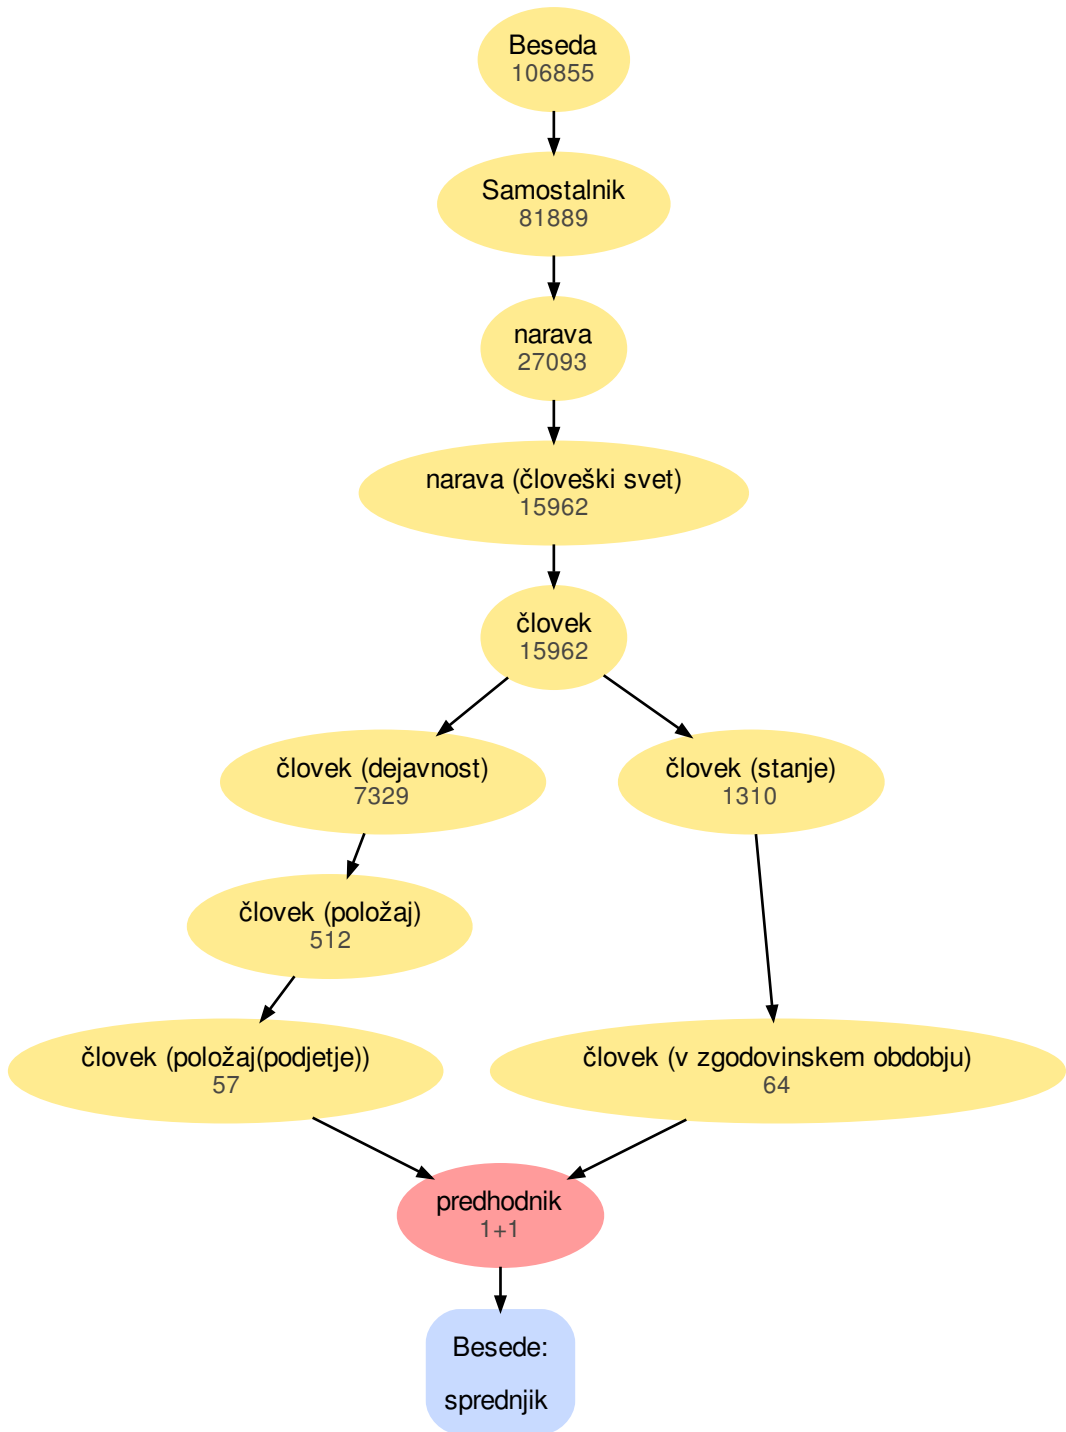 Beseda
106855
Samostalnik
81889
narava
27093
narava (človeški svet)
15962
človek
15962
človek (dejavnost)
7329
človek (stanje)
1310
človek (položaj)
512
človek (položaj(podjetje))
57
človek (v zgodovinskem obdobju)
64
predhodnik
1+1
Besede:
sprednjik